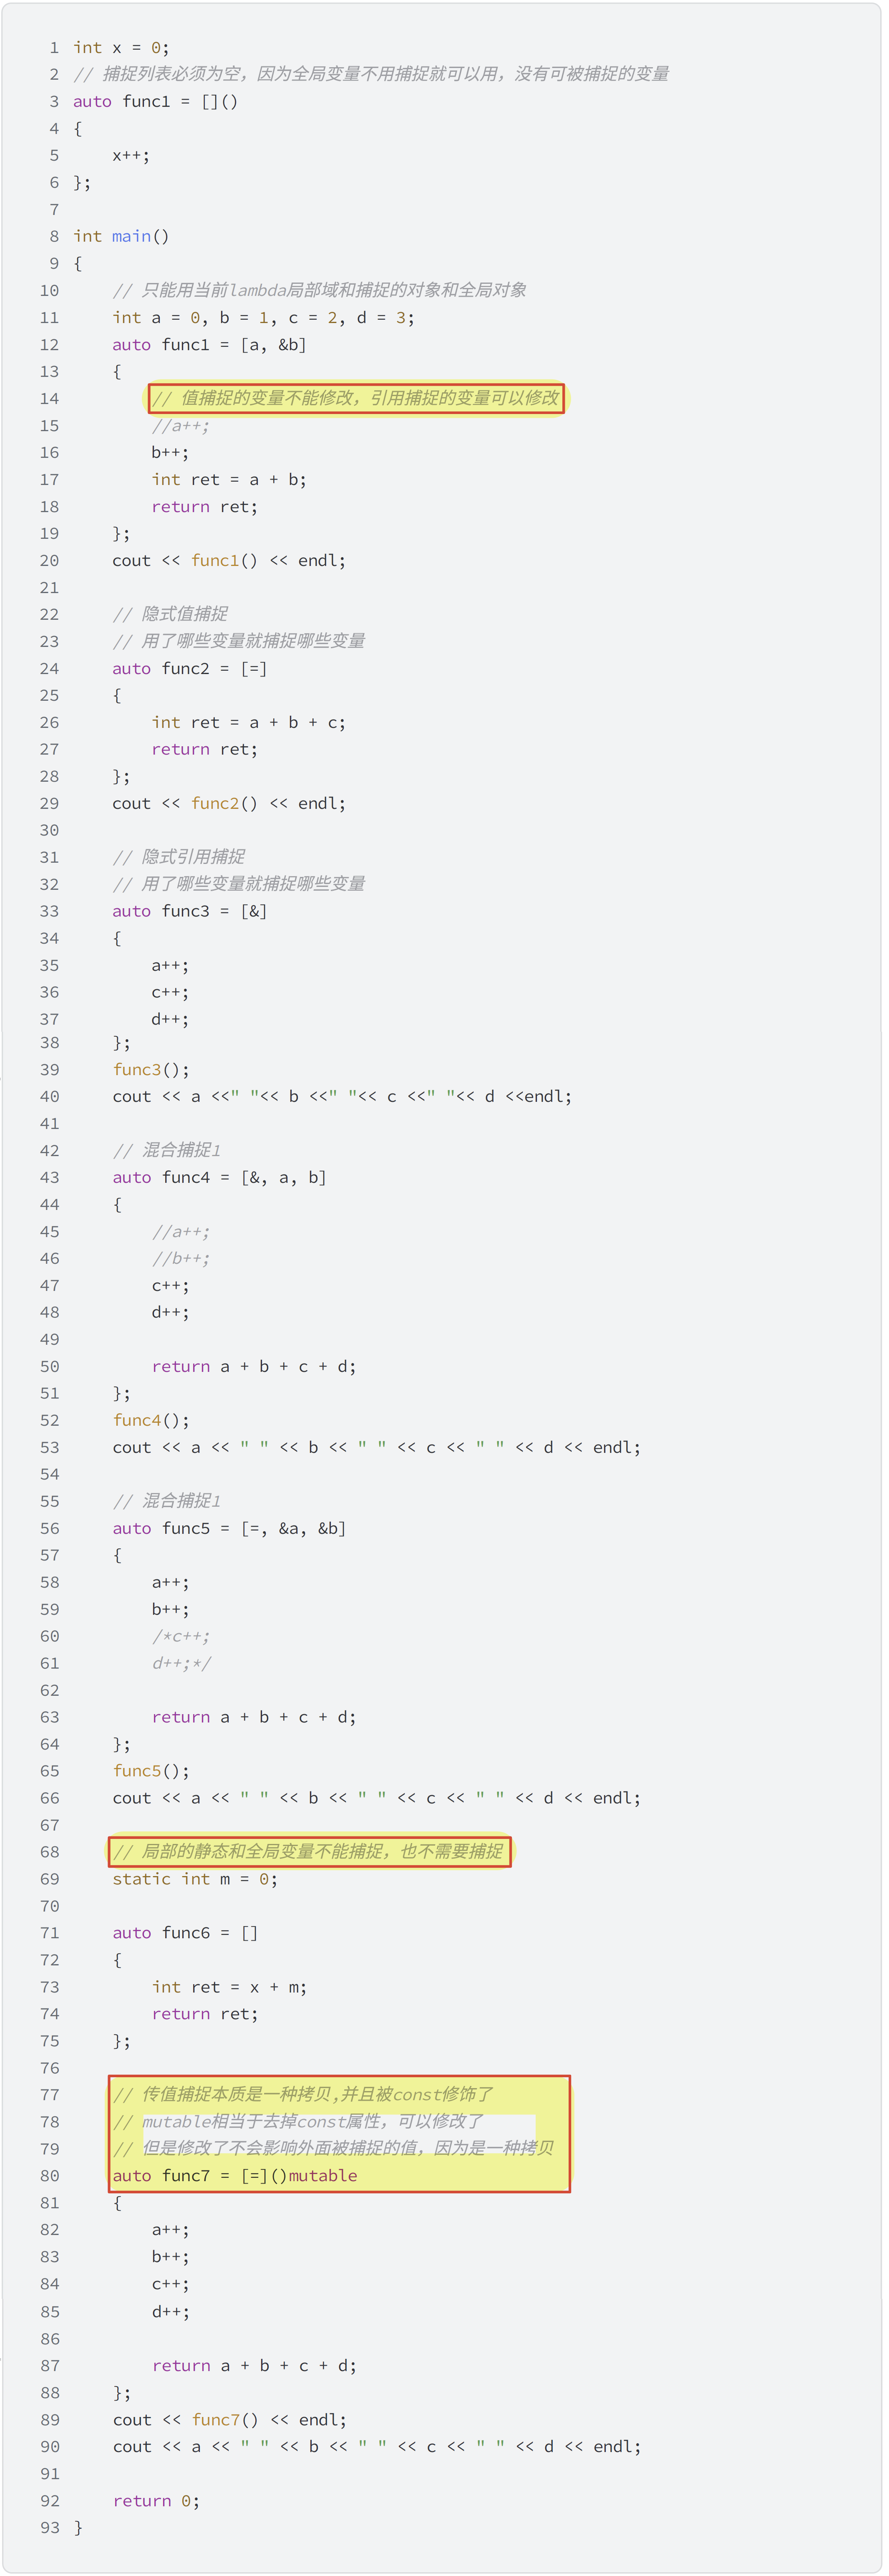 1 int x = 0;
2 // 捕捉列表必须为空，因为全局变量不用捕捉就可以用，没有可被捕捉的变量
3 auto func1 = []()
4 {
5     x++;
6 };
7
8 int main()
9 {
10     // 只能用当前lambda局部域和捕捉的对象和全局对象
11     int a = 0, b = 1, c = 2, d = 3;
12     auto func1 = [a, &b]
13     {
14         // 值捕捉的变量不能修改，引用捕捉的变量可以修改
15         //a++;
16         b++;
17         int ret = a + b;
18         return ret;
19     };
20     cout << func1() << endl;
21
22     // 隐式值捕捉
23     // 用了哪些变量就捕捉哪些变量
24     auto func2 = [=]
25     {
26         int ret = a + b + c;
27         return ret;
28     };
29     cout << func2() << endl;
30
31     // 隐式引用捕捉
32     // 用了哪些变量就捕捉哪些变量
33     auto func3 = [&]
34     {
35         a++;
36         c++;
37         d++;
38     };
39     func3();
40     cout << a <<" "<< b <<" "<< c <<" "<< d <<endl;
41
42     // 混合捕捉1
43     auto func4 = [&, a, b]
44     {
45         //a++;
46         //b++;
47         c++;
48         d++;
49
50         return a + b + c + d;
51     };
52     func4();
53     cout << a << " " << b << " " << c << " " << d << endl;
54
55     // 混合捕捉1
56     auto func5 = [=, &a, &b]
57     {
58         a++;
59         b++;
60         /*c++;
61         d++;*/
62
63         return a + b + c + d;
64     };
65     func5();
66     cout << a << " " << b << " " << c << " " << d << endl;
67
68     // 局部的静态和全局变量不能捕捉，也不需要捕捉
69     static int m = 0;
70
71     auto func6 = []
72     {
73         int ret = x + m;
74         return ret;
75     };
76
77     // 传值捕捉本质是一种拷贝,并且被const修饰了
78     // mutable相当于去掉const属性，可以修改了
79     // 但是修改了不会影响外面被捕捉的值，因为是一种拷贝
80     auto func7 = [=]()mutable
81     {
82         a++;
83         b++;
84         c++;
85         d++;
86
87         return a + b + c + d;
88     };
89     cout << func7() << endl;
90     cout << a << " " << b << " " << c << " " << d << endl;
91
92     return 0;
93 }